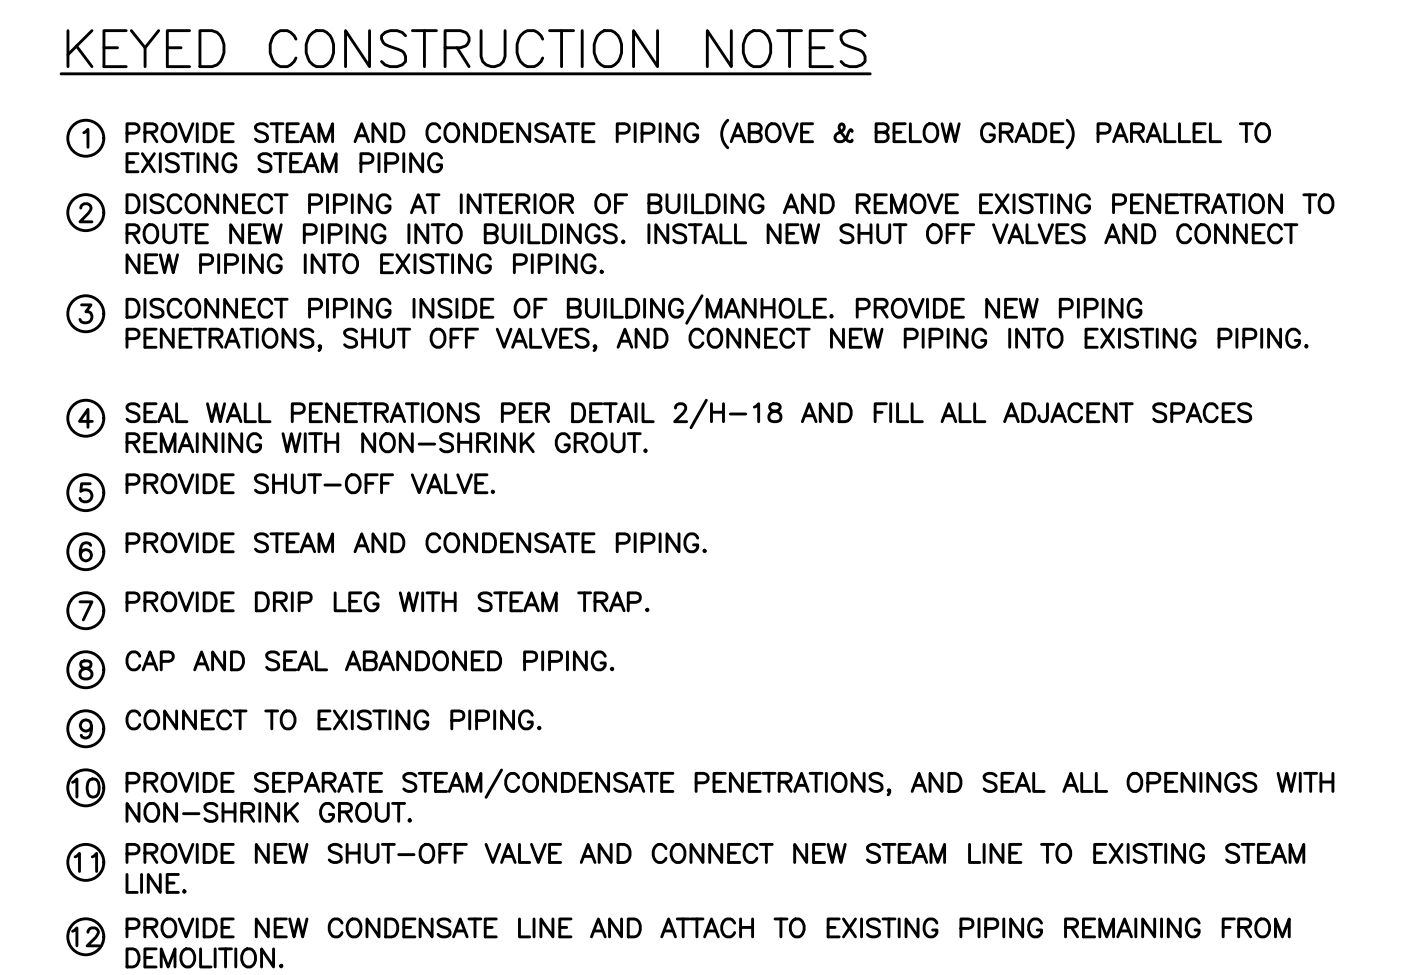 KEYED CONSTRUCTION NOTES
1 PROVIDE STEAM AND CONDENSATE PIPING (ABOVE & BELOW GRADE) PARALLEL TO
EXISTING STEAM PIPING
2 DISCONNECT PIPING AT INTERIOR OF BUILDING AND REMOVE EXISTING PENETRATION TO
ROUTE NEW PIPING INTO BUILDINGS. INSTALL NEW SHUT OFF VALVES AND CONNECT
NEW PIPING INTO EXISTING PIPING.
3 DISCONNECT PIPING INSIDE OF BUILDING/MANHOLE. PROVIDE NEW PIPING
PENETRATIONS, SHUT OFF VALVES, AND CONNECT NEW PIPING INTO EXISTING PIPING.
4 SEAL WALL PENETRATIONS PER DETAIL 2/H-18 AND FILL ALL ADJACENT SPACES
REMAINING WITH NON-SHRINK GROUT.
5 PROVIDE SHUT-OFF VALVE.
6 PROVIDE STEAM AND CONDENSATE PIPING.
7 PROVIDE DRIP LEG WITH STEAM TRAP.
8 CAP AND SEAL ABANDONED PIPING.
9 CONNECT TO EXISTING PIPING.
10 PROVIDE SEPARATE STEAM/CONDENSATE PENETRATIONS, AND SEAL ALL OPENINGS WITH
NON-SHRINK GROUT.
11 PROVIDE NEW SHUT-OFF VALVE AND CONNECT NEW STEAM LINE TO EXISTING STEAM
LINE.
12 PROVIDE NEW CONDENSATE LINE AND ATTACH TO EXISTING PIPING REMAINING FROM
DEMOLITION.